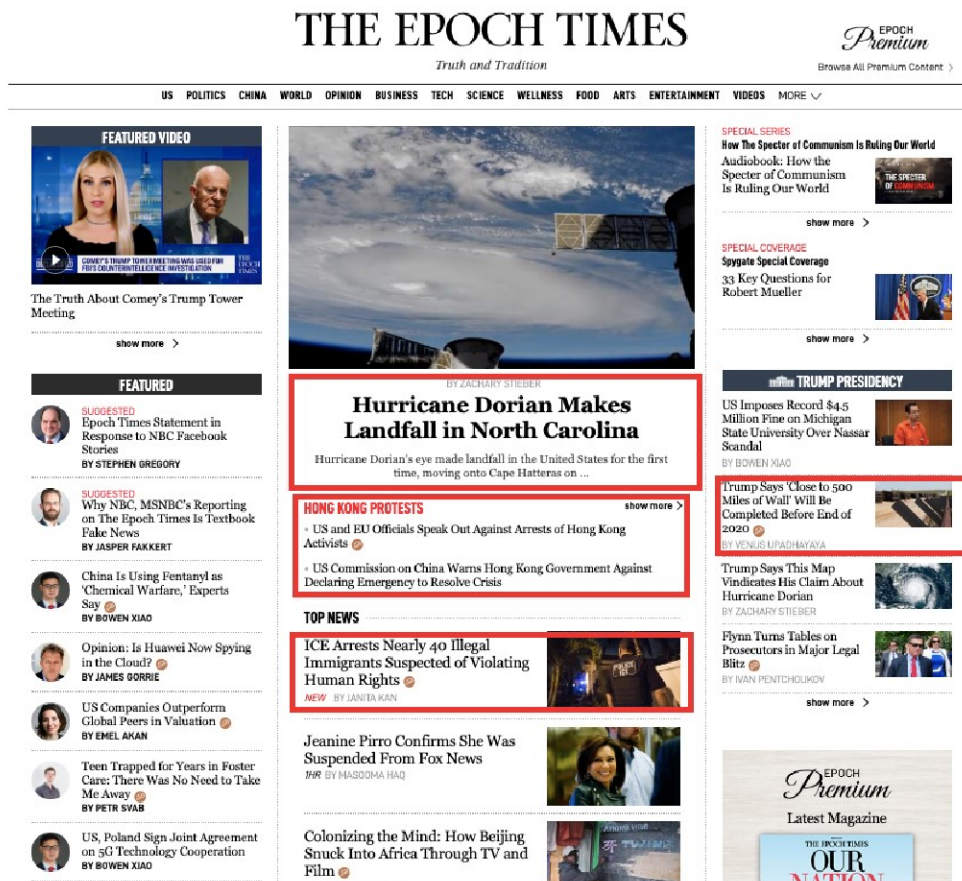 THE EPOCH TIMES
Truth and Tradition
EPOCH
Premium
Browse All Premium Content
US POLITICS CHINA WORLD OPINION BUSINESS TECH SCIENCE WELLNESS FOOD ARTS ENTERTAINMENT VIDEOS MORE
FEATURED VIDEO
COMEY'S TRUMP TOWER MEETING WAS USED FOR
FBI'S COUNTERINTELLIGENCE INVESTIGATION
THE
EPOCH
TIMES
The Truth About Comey's Trump Tower
Meeting
show more
FEATURED
SUGGESTED
Epoch Times Statement in
Response to NBC Facebook
Stories
BY STEPHEN GREGORY
SUGGESTED
Why NBC, MSNBC's Reporting
on The Epoch Times Is Textbook
Fake News
BY JASPER FAKKERT
China Is Using Fentanyl as
'Chemical Warfare,' Experts
Say
BY BOWEN XIAO
Opinion: Is Huawei Now Spying
in the Cloud?
BY JAMES GORRIE
US Companies Outperform
Global Peers in Valuation
BY EMEL AKAN
Teen Trapped for Years in Foster
Care: There Was No Need to Take
Me Away
BY PETR SVAB
US, Poland Sign Joint Agreement
on 5G Technology Cooperation
BY BOWEN XIAO
BY ZACHARY STIEBER
Hurricane Dorian Makes
Landfall in North Carolina
Hurricane Dorian's eye made landfall in the United States for the first
time, moving onto Cape Hatteras on ...
HONG KONG PROTESTS
show more
US and EU Officials Speak Out Against Arrests of Hong Kong
Activists
US Commission on China Warns Hong Kong Government Against
Declaring Emergency to Resolve Crisis
TOP NEWS
ICE Arrests Nearly 40 Illegal
Immigrants Suspected of Violating
Human Rights
NEW BY JANITA KAN
POLICE
ICE
Jeanine Pirro Confirms She Was
Suspended From Fox News
1HR BY MASOOMA HAQ
Colonizing the Mind: How Beijing
Snuck Into Africa Through TV and
Film
SPECIAL SERIES
How The Specter of Communism Is Ruling Our World
Audiobook: How the
Specter of Communism
Is Ruling Our World
THE SPECTER
OF COMMUNISM
show more
SPECIAL COVERAGE
Spygate Special Coverage
33 Key Questions for
Robert Mueller
show more
TRUMP PRESIDENCY
US Imposes Record $4.5
Million Fine on Michigan
State University Over Nassar
Scandal
BY BOWEN XIAO
Trump Says 'Close to 500
Miles of Wall' Will Be
Completed Before End of
2020
BY VENUS UPADHAYAYA
Trump Says This Map
Vindicates His Claim About
Hurricane Dorian
BY ZACHARY STIEBER
Flynn Turns Tables on
Prosecutors in Major Legal
Blitz
BY IVAN PENTCHOUKOV
show more
EPOCH
Premium
Latest Magazine
THE EPOCH TIMES
OUR
NATION